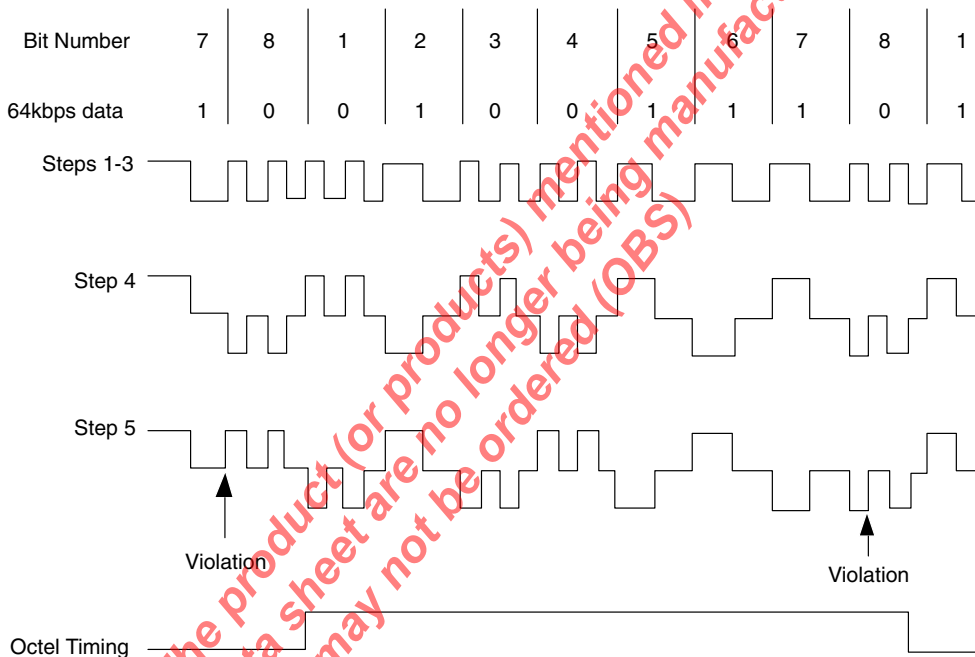 Bit Number 7 8 1 2 3 4 5 6 7 8 1
64kbps data 1 0 0 1 0 0 1 1 1 0 1
Steps 1-3
Step 4
Step 5
Violation
Violation
Octel Timing
he product (or products) mentioned in
ta sheet are no longer being manufac
may not be ordered (OBS)